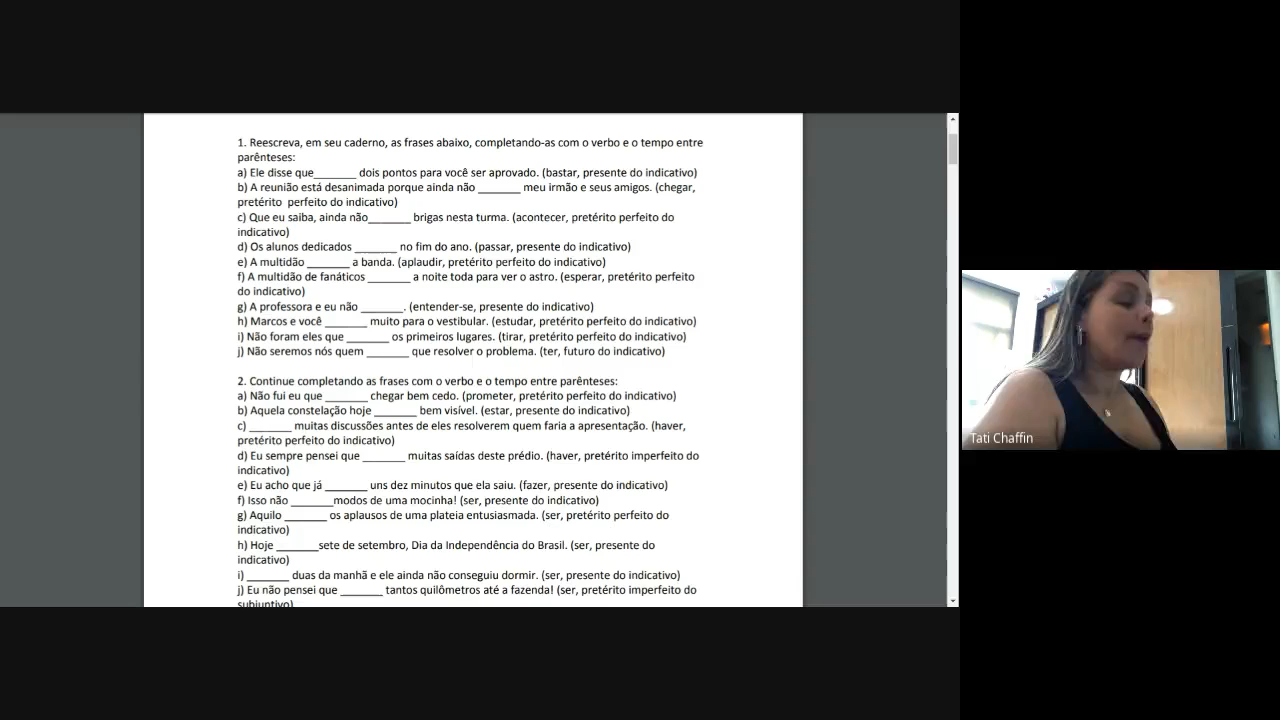 1. Reescreva, em seu caderno, as frases abaixo, completando-as com o verbo e o tempo entre
parênteses:
a) Ele disse que_______ dois pontos para você ser aprovado. (bastar, presente do indicativo)
b) A reunião está desanimada porque ainda não _______ meu irmão e seus amigos. (chegar,
pretérito  perfeito do indicativo)
c) Que eu saiba, ainda não_______ brigas nesta turma. (acontecer, pretérito perfeito do
indicativo)
d) Os alunos dedicados _______ no fim do ano. (passar, presente do indicativo)
e) A multidão _______ a banda. (aplaudir, pretérito perfeito do indicativo)
f) A multidão de fanáticos _______ a noite toda para ver o astro. (esperar, pretérito perfeito
do indicativo)
g) A professora e eu não _______. (entender-se, presente do indicativo)
h) Marcos e você _______ muito para o vestibular. (estudar, pretérito perfeito do indicativo)
i) Não foram eles que _______ os primeiros lugares. (tirar, pretérito perfeito do indicativo)
j) Não seremos nós quem _______ que resolver o problema. (ter, futuro do indicativo)
2. Continue completando as frases com o verbo e o tempo entre parênteses:
a) Não fui eu que _______ chegar bem cedo. (prometer, pretérito perfeito do indicativo)
b) Aquela constelação hoje _______ bem visível. (estar, presente do indicativo)
c) _______ muitas discussões antes de eles resolverem quem faria a apresentação. (haver,
pretérito perfeito do indicativo)
d) Eu sempre pensei que _______ muitas saídas deste prédio. (haver, pretérito imperfeito do
indicativo)
e) Eu acho que já _______ uns dez minutos que ela saiu. (fazer, presente do indicativo)
f) Isso não _______modos de uma mocinha! (ser, presente do indicativo)
g) Aquilo _______ os aplausos de uma plateia entusiasmada. (ser, pretérito perfeito do
indicativo)
h) Hoje _______sete de setembro, Dia da Independência do Brasil. (ser, presente do
indicativo)
i) _______ duas da manhã e ele ainda não conseguiu dormir. (ser, presente do indicativo)
j) Eu não pensei que _______ tantos quilômetros até a fazenda! (ser, pretérito imperfeito do
subjuntivo)
Tati Chaffin